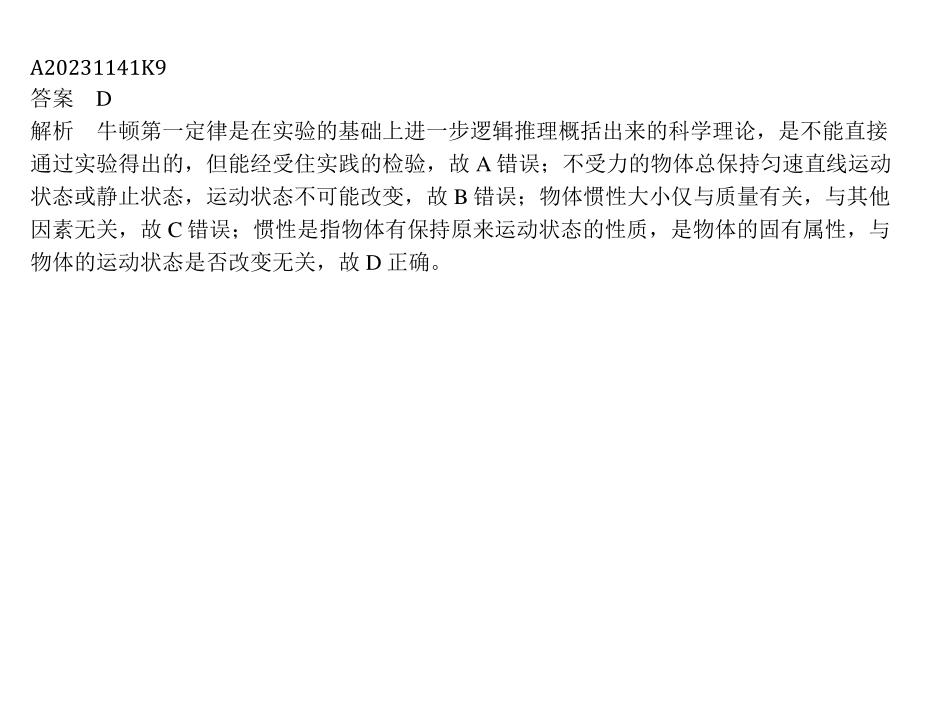 A20231141K9
答案　D
解析　牛顿第一定律是在实验的基础上进一步逻辑推理概括出来的科学理论，是不能直接
通过实验得出的，但能经受住实践的检验，故 A 错误；不受力的物体总保持匀速直线运动
状态或静止状态，运动状态不可能改变，故 B 错误；物体惯性大小仅与质量有关，与其他
因素无关，故 C 错误；惯性是指物体有保持原来运动状态的性质，是物体的固有属性，与
物体的运动状态是否改变无关，故 D 正确。